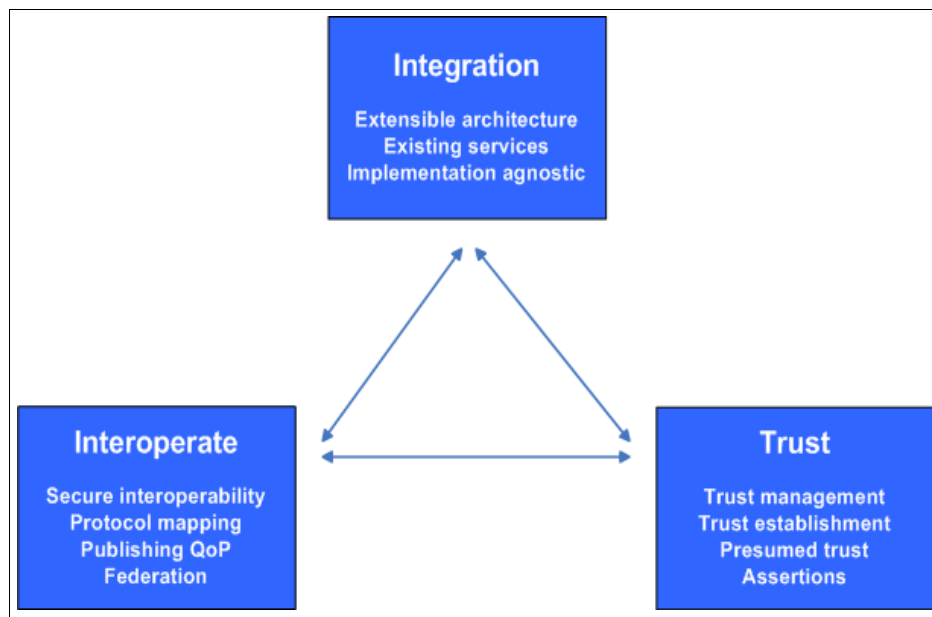 Integration
Extensible architecture
Existing services
Implementation agnostic
Interoperate
Secure interoperability
Protocol mapping
Publishing QoP
Federation
Trust
Trust management
Trust establishment
Presumed trust
Assertions